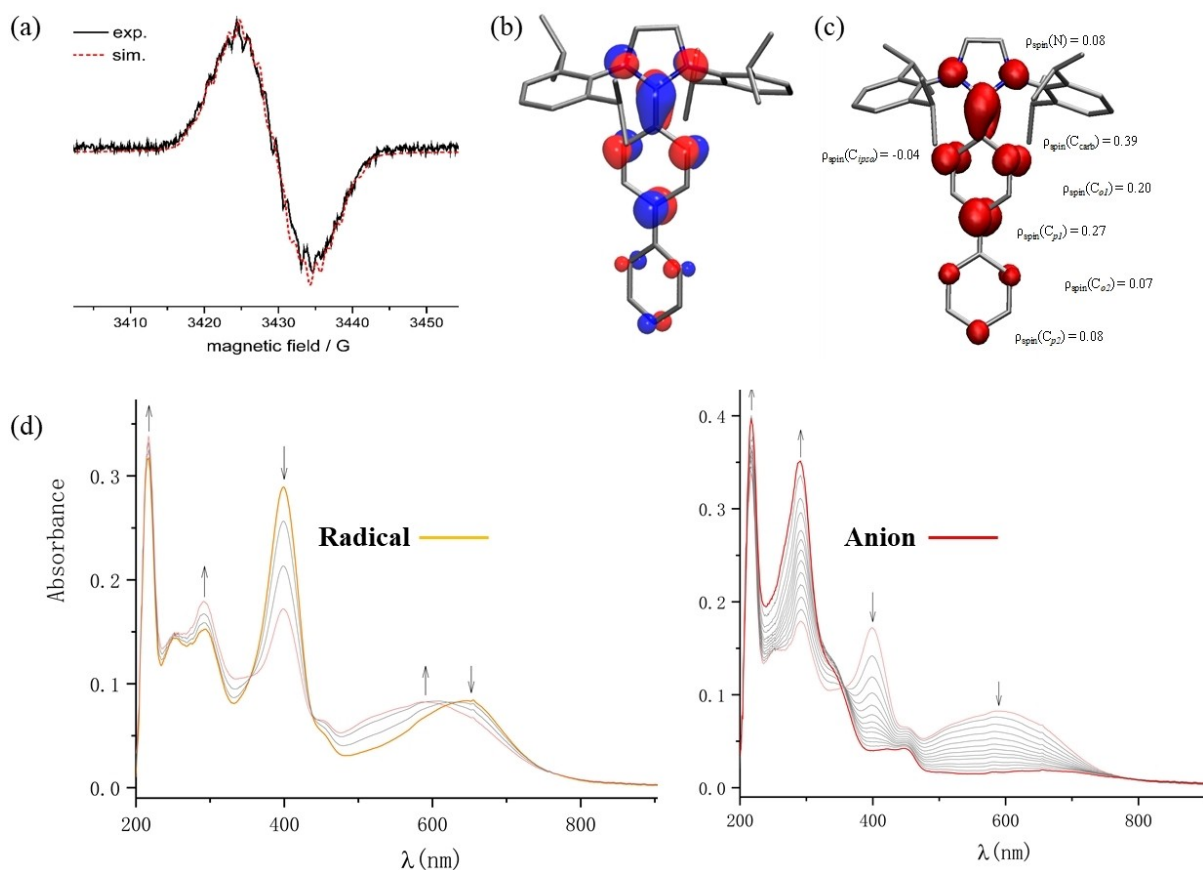 (a)
exp.
sim.
3410 3420 3430 3440 3450
magnetic field / G
(b)
(c)
ρspin(N) = 0.08
ρspin(Cipso) = -0.04
ρspin(Ccarb) = 0.39
ρspin(Co1) = 0.20
ρspin(Cp1) = 0.27
ρspin(Co2) = 0.07
ρspin(Cp2) = 0.08
(d)
Absorbance
0.3
0.2
0.1
0.0
Radical
200 400 600 800
λ(nm)
0.4
0.3
0.2
0.1
0.0
Anion
200 400 600 800
λ(nm)